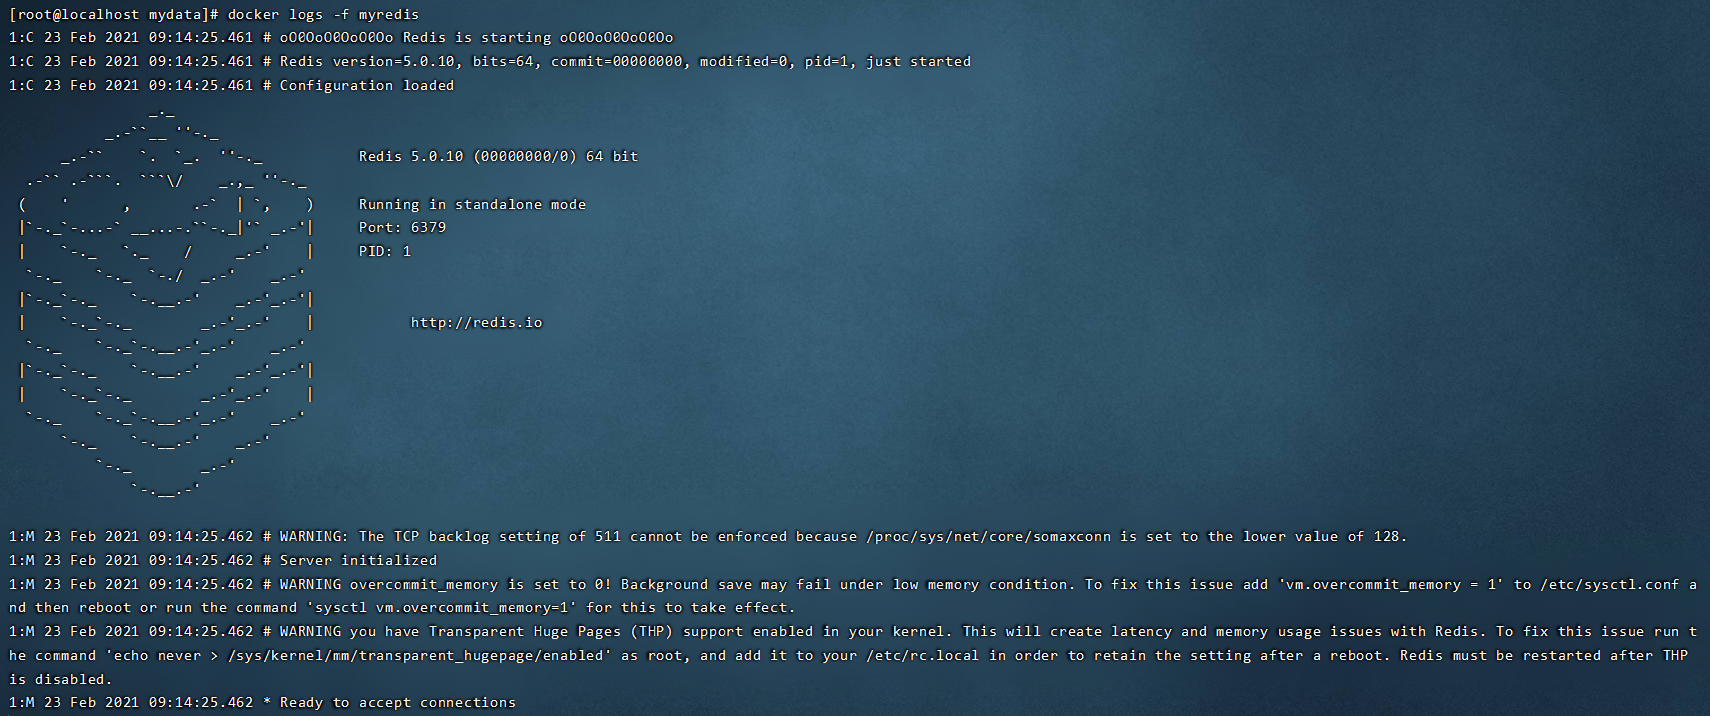 [root@localhost mydata]# docker logs -f myredis
1:C 23 Feb 2021 09:14:25.461 # oO0OoO0OoO0Oo Redis is starting oO0OoO0OoO0Oo
1:C 23 Feb 2021 09:14:25.461 # Redis version=5.0.10, bits=64, commit=00000000, modified=0, pid=1, just started
1:C 23 Feb 2021 09:14:25.461 # Configuration loaded
Redis 5.0.10 (00000000/0) 64 bit
Running in standalone mode
Port: 6379
PID: 1
http://redis.io
1:M 23 Feb 2021 09:14:25.462 # WARNING: The TCP backlog setting of 511 cannot be enforced because /proc/sys/net/core/somaxconn is set to the lower value of 128.
1:M 23 Feb 2021 09:14:25.462 # Server initialized
1:M 23 Feb 2021 09:14:25.462 # WARNING overcommit_memory is set to 0! Background save may fail under low memory condition. To fix this issue add 'vm.overcommit_memory = 1' to /etc/sysctl.conf a
nd then reboot or run the command 'sysctl vm.overcommit_memory=1' for this to take effect.
1:M 23 Feb 2021 09:14:25.462 # WARNING you have Transparent Huge Pages (THP) support enabled in your kernel. This will create latency and memory usage issues with Redis. To fix this issue run t
he command 'echo never > /sys/kernel/mm/transparent_hugepage/enabled' as root, and add it to your /etc/rc.local in order to retain the setting after a reboot. Redis must be restarted after THP
is disabled.
1:M 23 Feb 2021 09:14:25.462 * Ready to accept connections